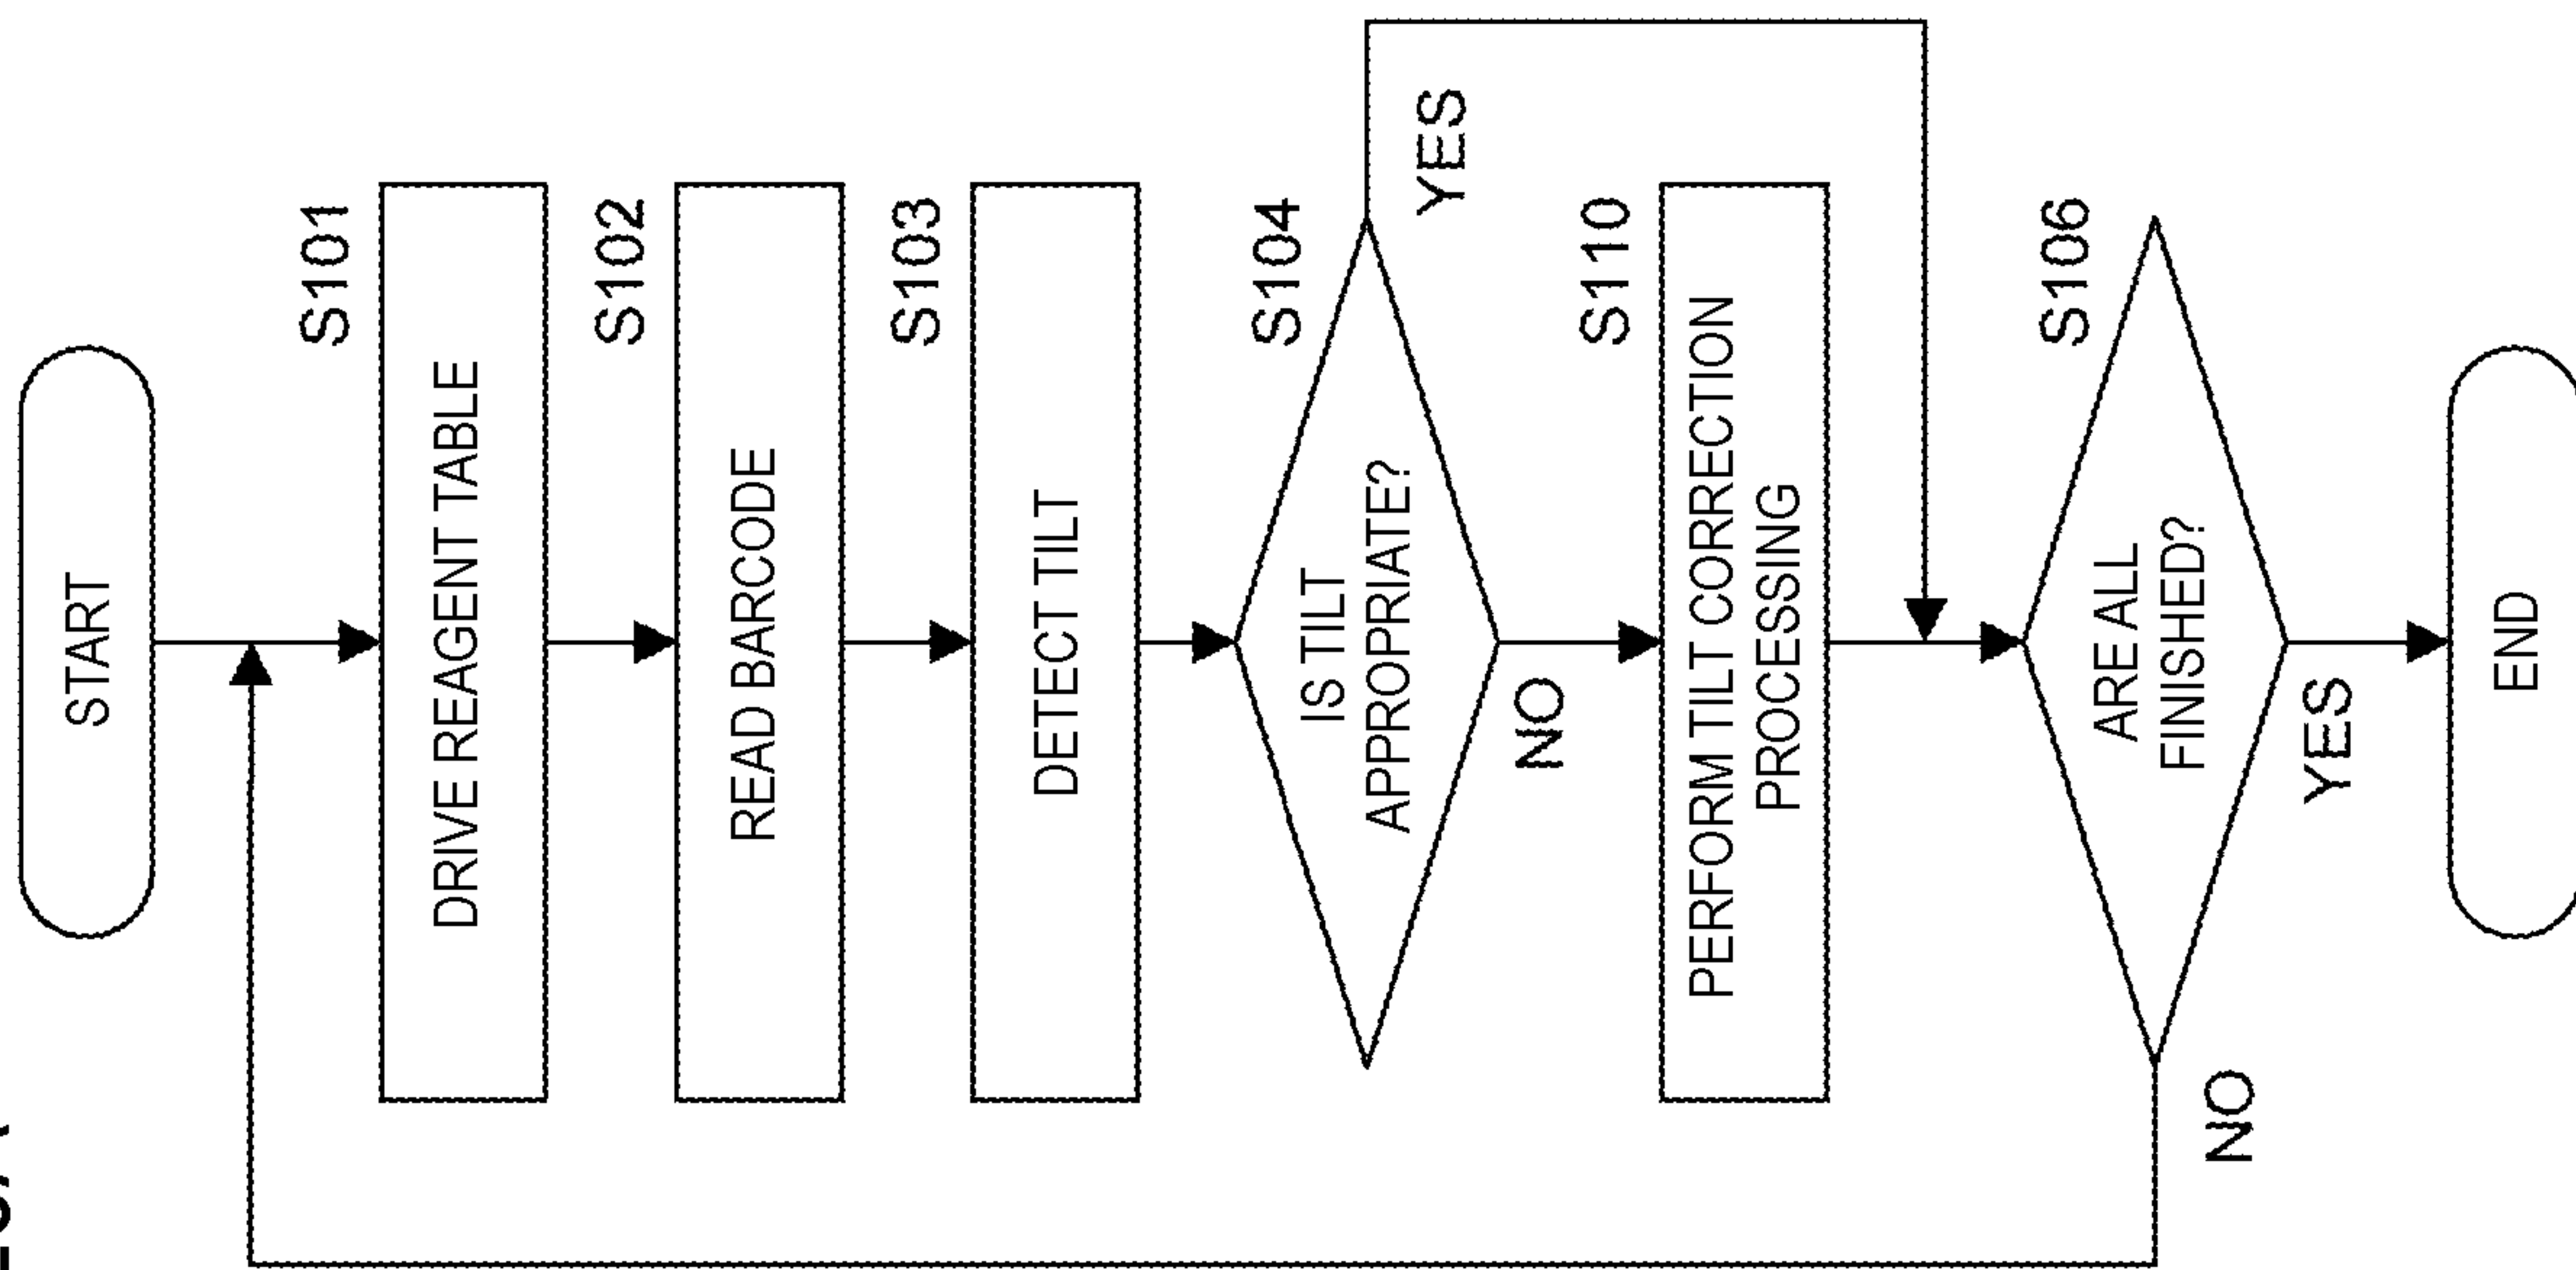 START
S101
DRIVE REAGENT TABLE
S102
READ BARCODE
S103
DETECT TILT
S104
IS TILT
APPROPRIATE?
YES
NO
S110
PERFORM TILT CORRECTION
PROCESSING
S106
ARE ALL
FINISHED?
NO
YES
END